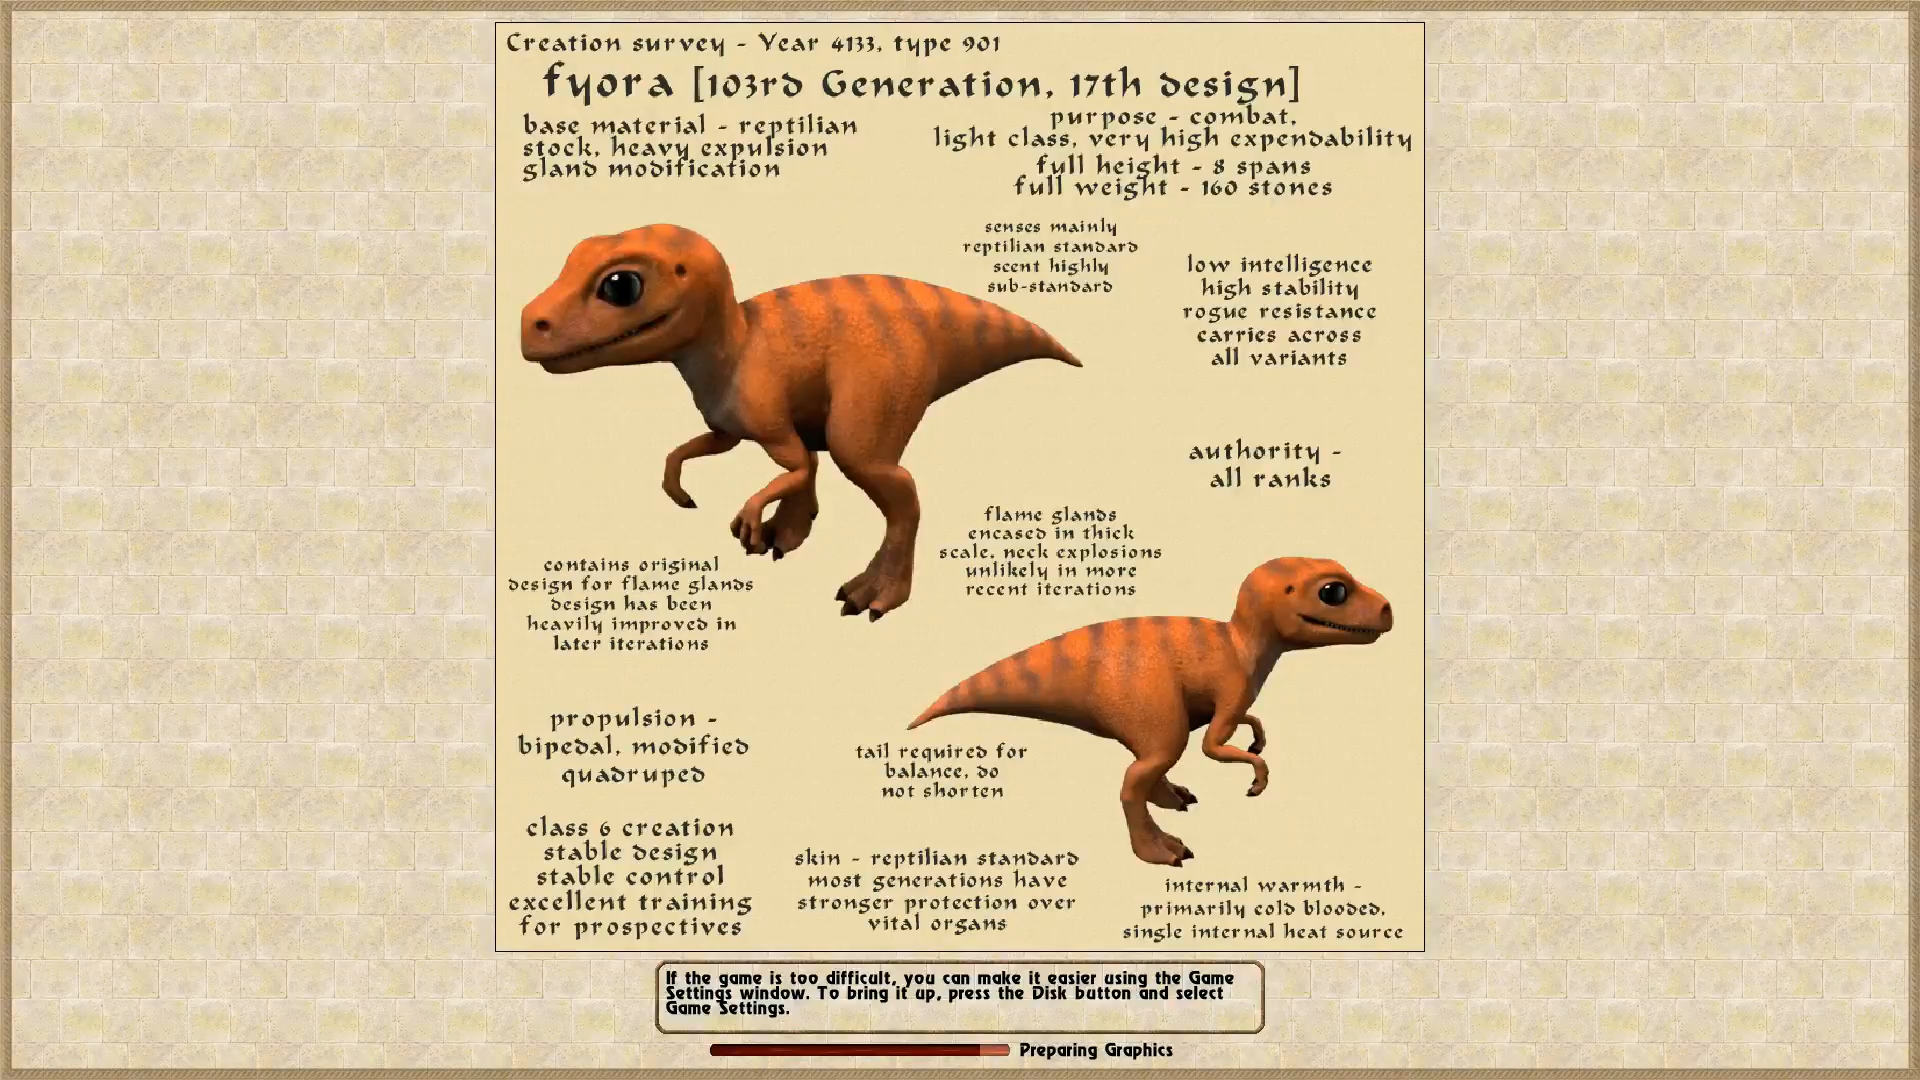 Creation survey - Year 4133, type 901
fyora [103rd Generation, 17th design]
base material - reptilian
stock, heavy expulsion
gland modification
purpose - combat,
light class, very high expendability
full height - 8 spans
full weight - 160 stones
senses mainly
reptilian standard
scent highly
sub-standard
low intelligence
high stability
rogue resistance
carries across
all variants
authority -
all ranks
flame glands
encased in thick
scale, neck explosions
unlikely in more
recent iterations
contains original
design for flame glands
design has been
heavily improved in
later iterations
propulsion -
bipedal, modified
quadruped
tail required for
balance, do
not shorten
class 6 creation
stable design
stable control
excellent training
for prospectives
skin - reptilian standard
most generations have
stronger protection over
vital organs
internal warmth -
primarily cold blooded,
single internal heat source
If the game is too difficult, you can make it easier using the Game
Settings window. To bring it up, press the Disk button and select
Game Settings.
Preparing Graphics